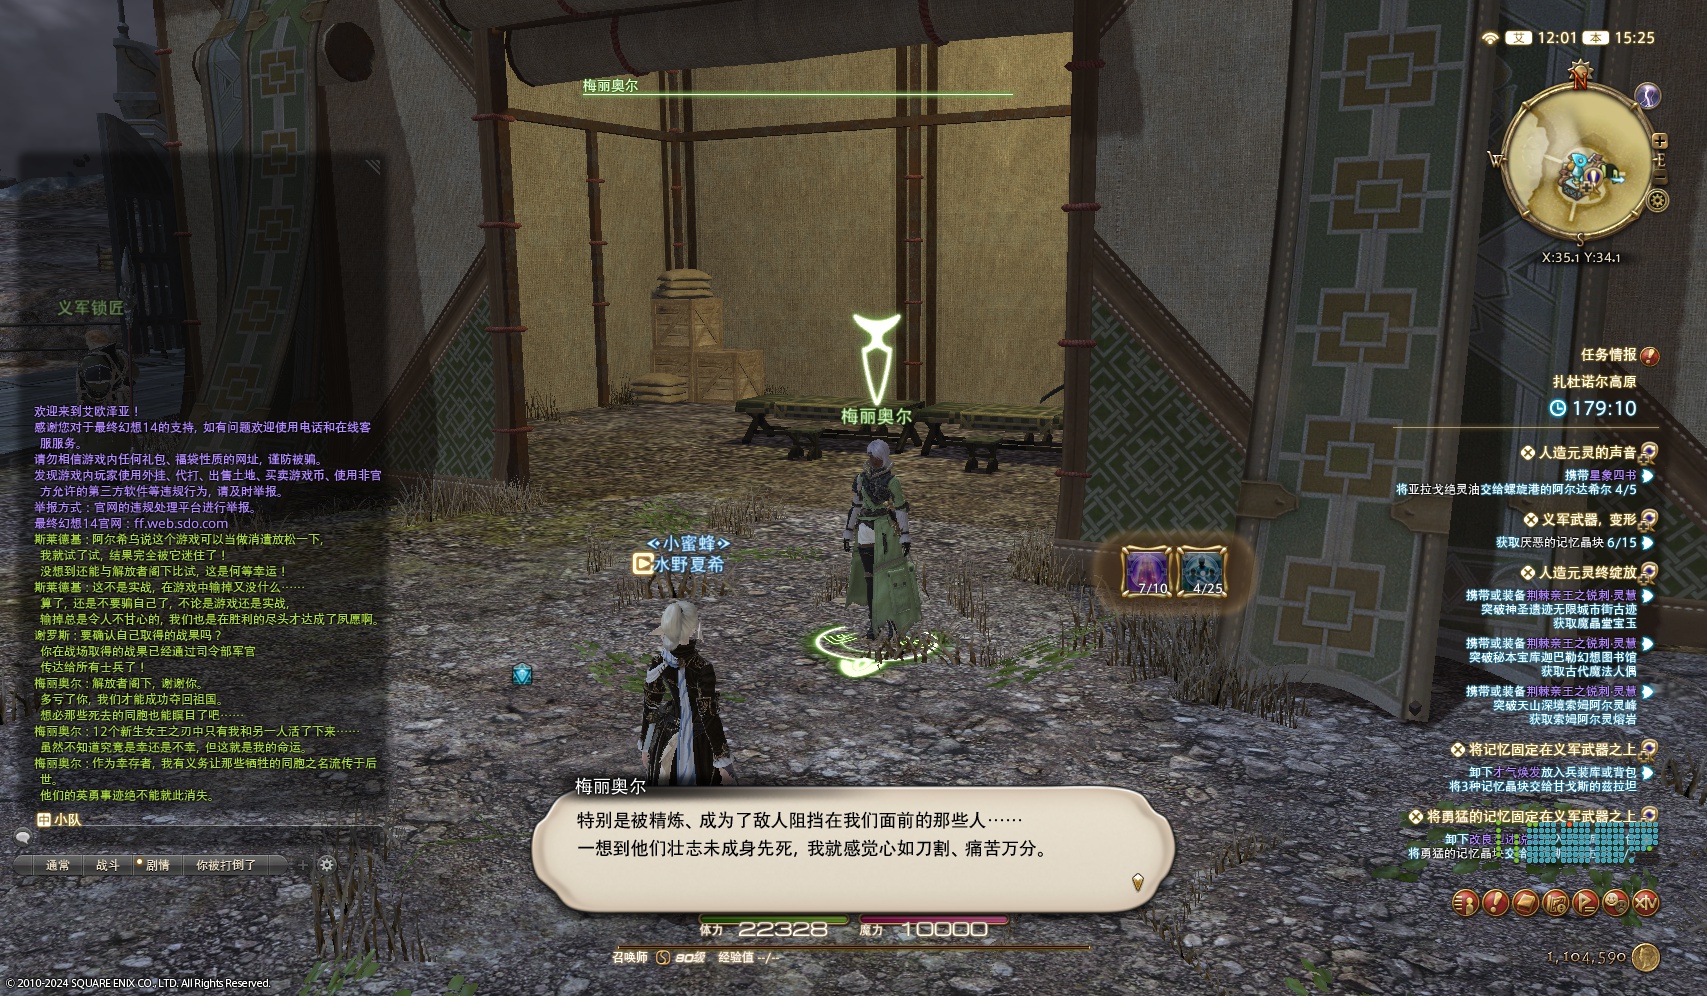 梅丽奥尔
艾 12:01 本 15:25
N
W
E
S
X:35.1 Y:34.1
义军锁匠
任务情报
扎杜诺尔高原
179:10
梅丽奥尔
人造元灵的声音
携带星象四书
将亚拉戈绝灵油交给螺旋港的阿尔达希尔 4/5
义军武器，变形
获取厌恶的记忆晶块 6/15
人造元灵终绽放
携带或装备荆棘亲王之锐刺·灵慧
突破神圣遗迹无限城市街古迹
获取魔晶堂宝玉
携带或装备荆棘亲王之锐刺·灵慧
突破秘本宝库迦巴勒幻想图书馆
获取古代魔法人偶
携带或装备荆棘亲王之锐刺·灵慧
突破天山深境索姆阿尔灵峰
获取索姆阿尔灵熔岩
将记忆固定在义军武器之上
卸下才气焕发放入兵装库或背包
将3种记忆晶块交给甘戈斯的兹拉坦
将勇猛的记忆固定在义军武器之上
卸下改良
将勇猛的记忆晶块交给
小蜜蜂
水野夏希
7/10
4/25
欢迎来到艾欧泽亚！
感谢您对于最终幻想14的支持，如有问题欢迎使用电话和在线客
服服务。
请勿相信游戏内任何礼包、福袋性质的网址，谨防被骗。
发现游戏内玩家使用外挂、代打、出售土地、买卖游戏币、使用非官
方允许的第三方软件等违规行为，请及时举报。
举报方式：官网的违规处理平台进行举报。
最终幻想14官网：ff.web.sdo.com
斯莱德基：阿尔希乌说这个游戏可以当做消遣放松一下，
我就试了试，结果完全被它迷住了！
没想到还能与解放者阁下比试，这是何等幸运！
斯莱德基：这不是实战，在游戏中输掉又没什么……
算了，还是不要骗自己了，不论是游戏还是实战，
输掉总是令人不甘心的，我们也是在胜利的尽头才达成了夙愿啊。
谢罗斯：要确认自己取得的战果吗？
你在战场取得的战果已经通过司令部军官
传达给所有士兵了！
梅丽奥尔：解放者阁下，谢谢你。
多亏了你，我们才能成功夺回祖国。
想必那些死去的同胞也能瞑目了吧……
梅丽奥尔：12个新生女王之刃中只有我和另一人活了下来……
虽然不知道究竟是幸还是不幸，但这就是我的命运。
梅丽奥尔：作为幸存者，我有义务让那些牺牲的同胞之名流传于后
世。
他们的英勇事迹绝不能就此消失。
小队
通常 战斗 剧情 你被打倒了
梅丽奥尔
特别是被精炼、成为了敌人阻挡在我们面前的那些人……
一想到他们壮志未成身先死，我就感觉心如刀割、痛苦万分。
体力 22328 魔力 10000
召唤师 80级 经验值 --/--
1,104,590
© 2010-2024 SQUARE ENIX CO., LTD. All Rights Reserved.